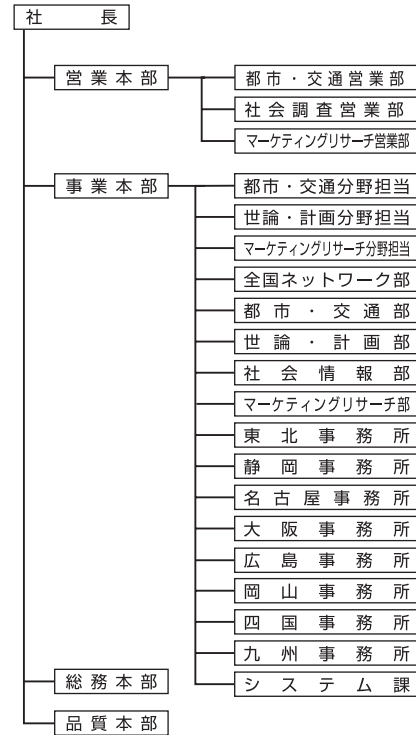 社長
営業本部
都市・交通営業部
社会調査営業部
マーケティングリサーチ営業部
事業本部
都市・交通分野担当
世論・計画分野担当
マーケティングリサーチ分野担当
全国ネットワーク部
都市・交通部
世論・計画部
社会情報部
マーケティングリサーチ部
東北事務所
静岡事務所
名古屋事務所
大阪事務所
広島事務所
岡山事務所
四国事務所
九州事務所
システム課
総務本部
品質本部